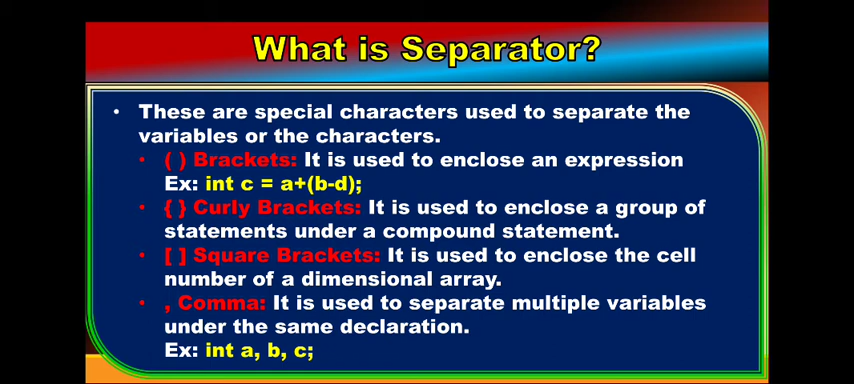 What is Separator?
• These are special characters used to separate the
variables or the characters.
• ( ) Brackets: It is used to enclose an expression
Ex: int c = a+(b-d);
• { } Curly Brackets: It is used to enclose a group of
statements under a compound statement.
• [ ] Square Brackets: It is used to enclose the cell
number of a dimensional array.
• , Comma: It is used to separate multiple variables
under the same declaration.
Ex: int a, b, c;